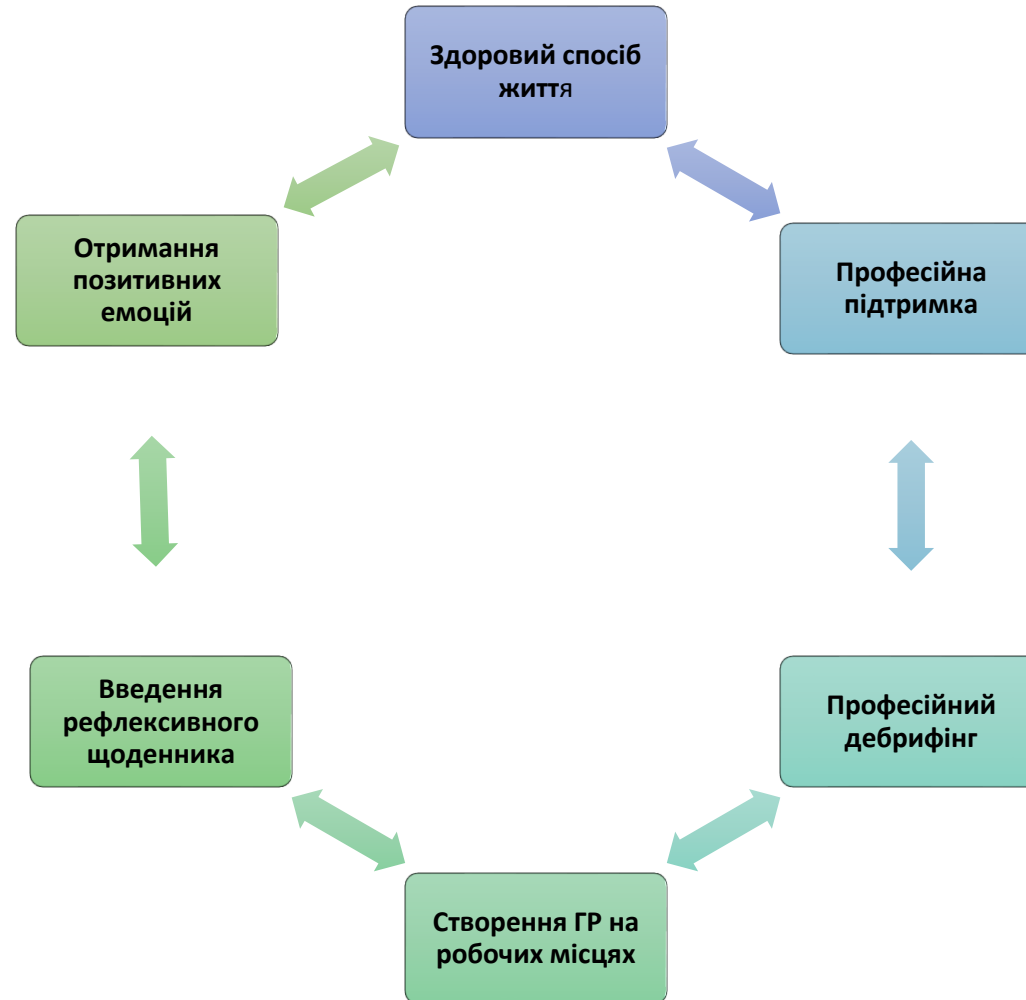 Здоровий спосіб
життя
Професійна
підтримка
Професійний
дебрифінг
Створення ГР на
робочих місцях
Введення
рефлексивного
щоденника
Отримання
позитивних
емоцій